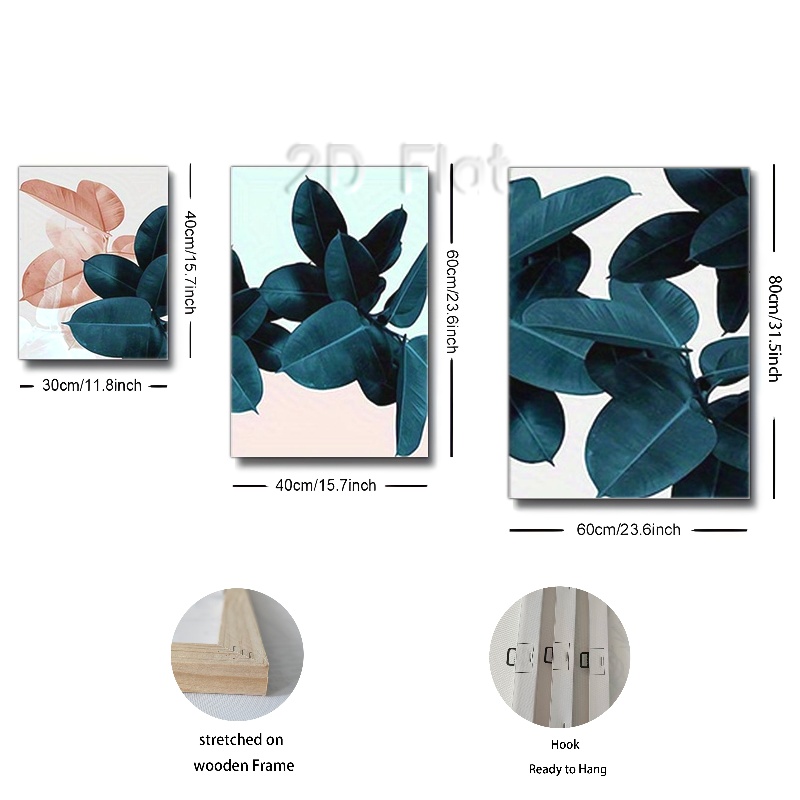 2D Flat
40cm/15.7inch
30cm/11.8inch
60cm/23.6inch
40cm/15.7inch
80cm/31.5inch
60cm/23.6inch
stretched on
wooden Frame
Hook
Ready to Hang